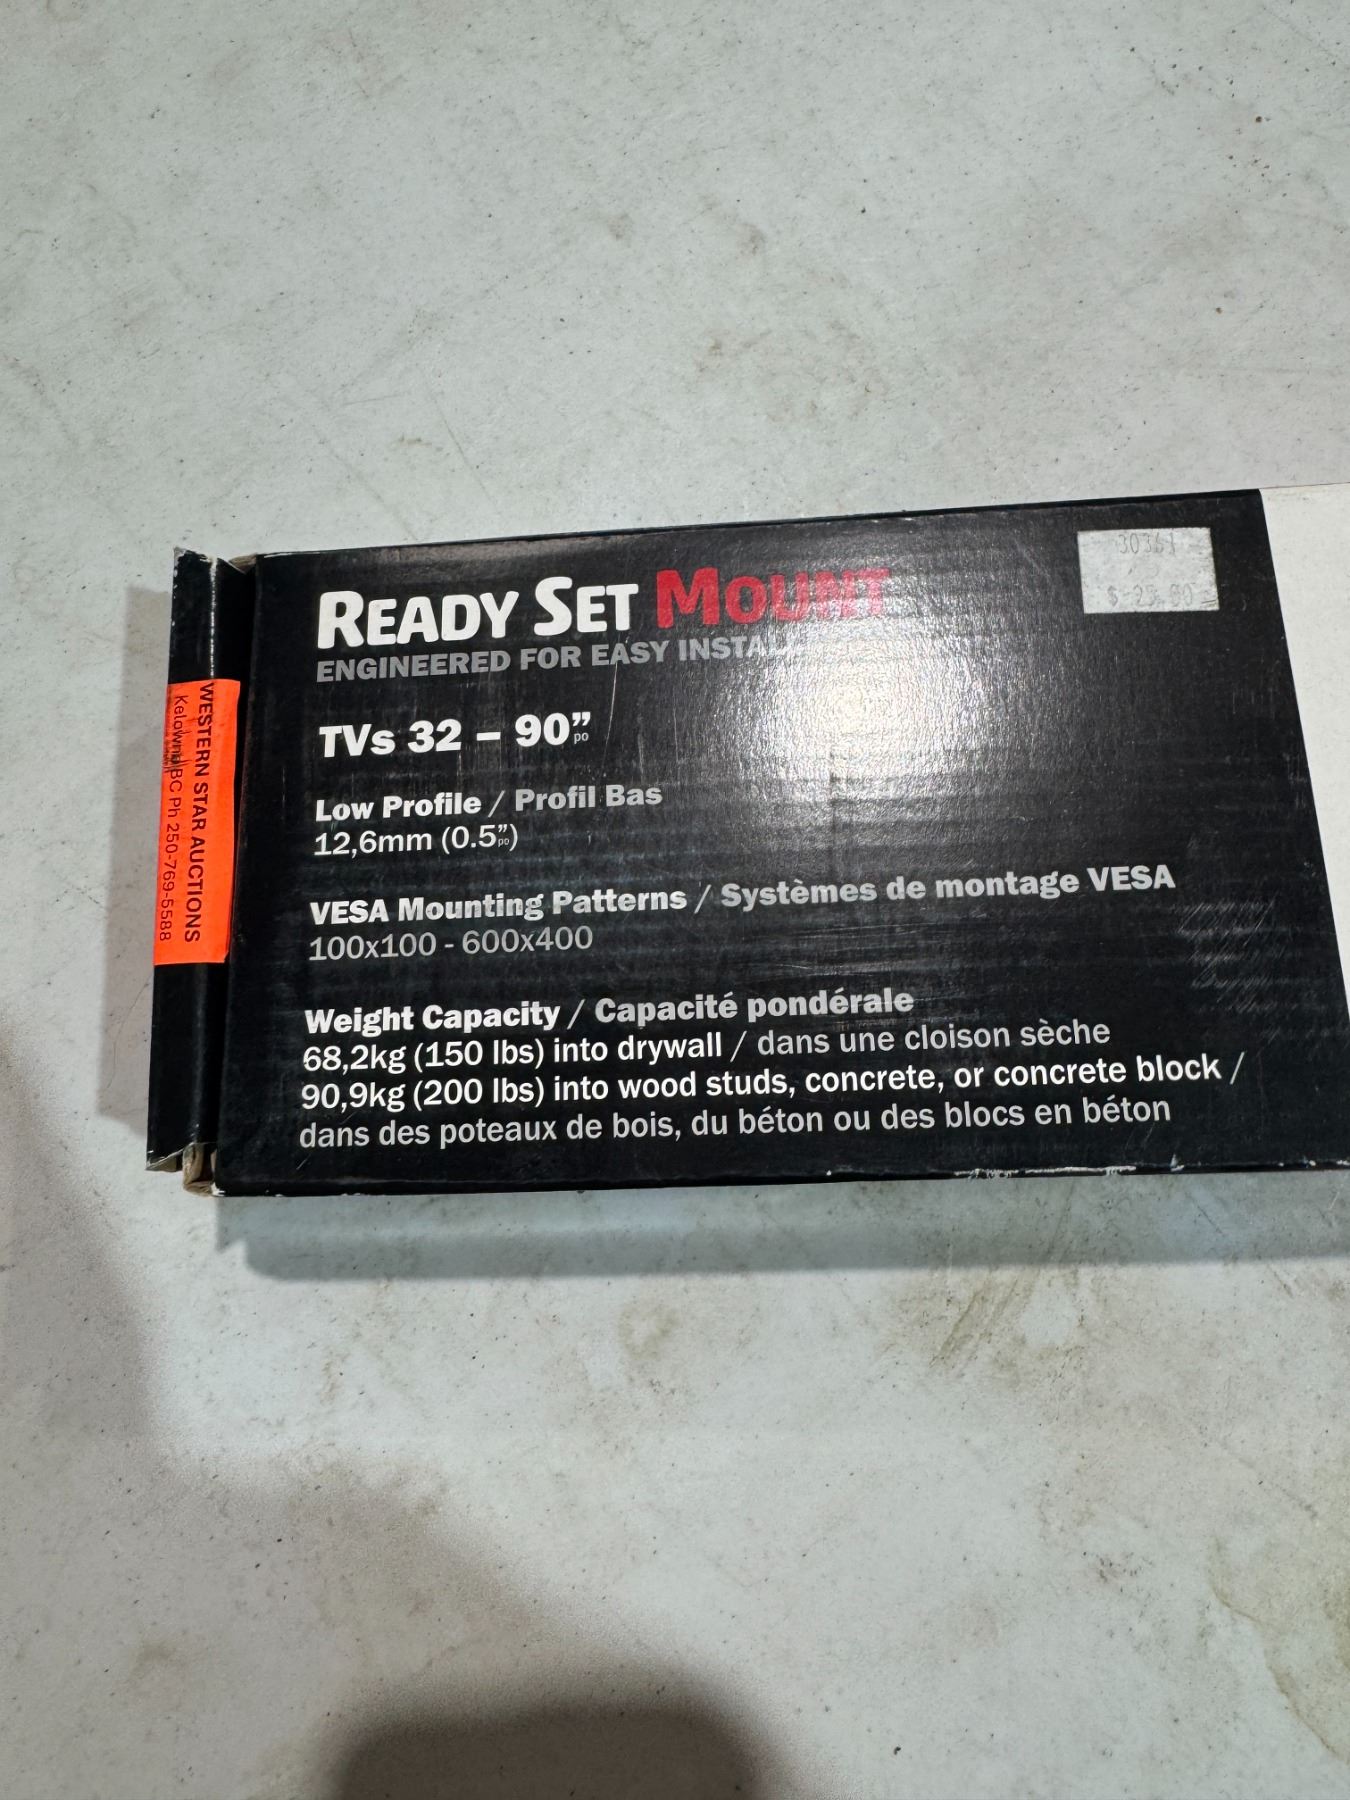 READY SET MOUNT
ENGINEERED FOR EASY
TVs 32 – 90”
po
Low Profile / Profil Bas
12,6mm (0.5”)
po
VESA Mounting Patterns / Systèmes de montage VESA
100x100 - 600x400
Weight Capacity / Capacité pondérale
68,2kg (150 lbs) into drywall / dans une cloison sèche
90,9kg (200 lbs) into wood studs, concrete, or concrete block /
dans des poteaux de bois, du béton ou des blocs en béton
30361
WESTERN STAR AUCTIONS
Kelowna BC Ph 250-769-5588